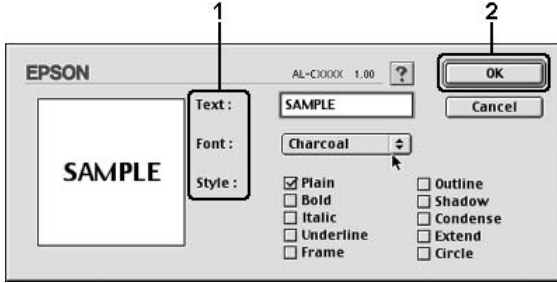 1
2
EPSON
AL-CXXXX 1.00
?
OK
Text :
SAMPLE
Cancel
Font :
Charcoal
SAMPLE
Style :
Plain
Outline
Bold
Shadow
Italic
Condense
Underline
Extend
Frame
Circle